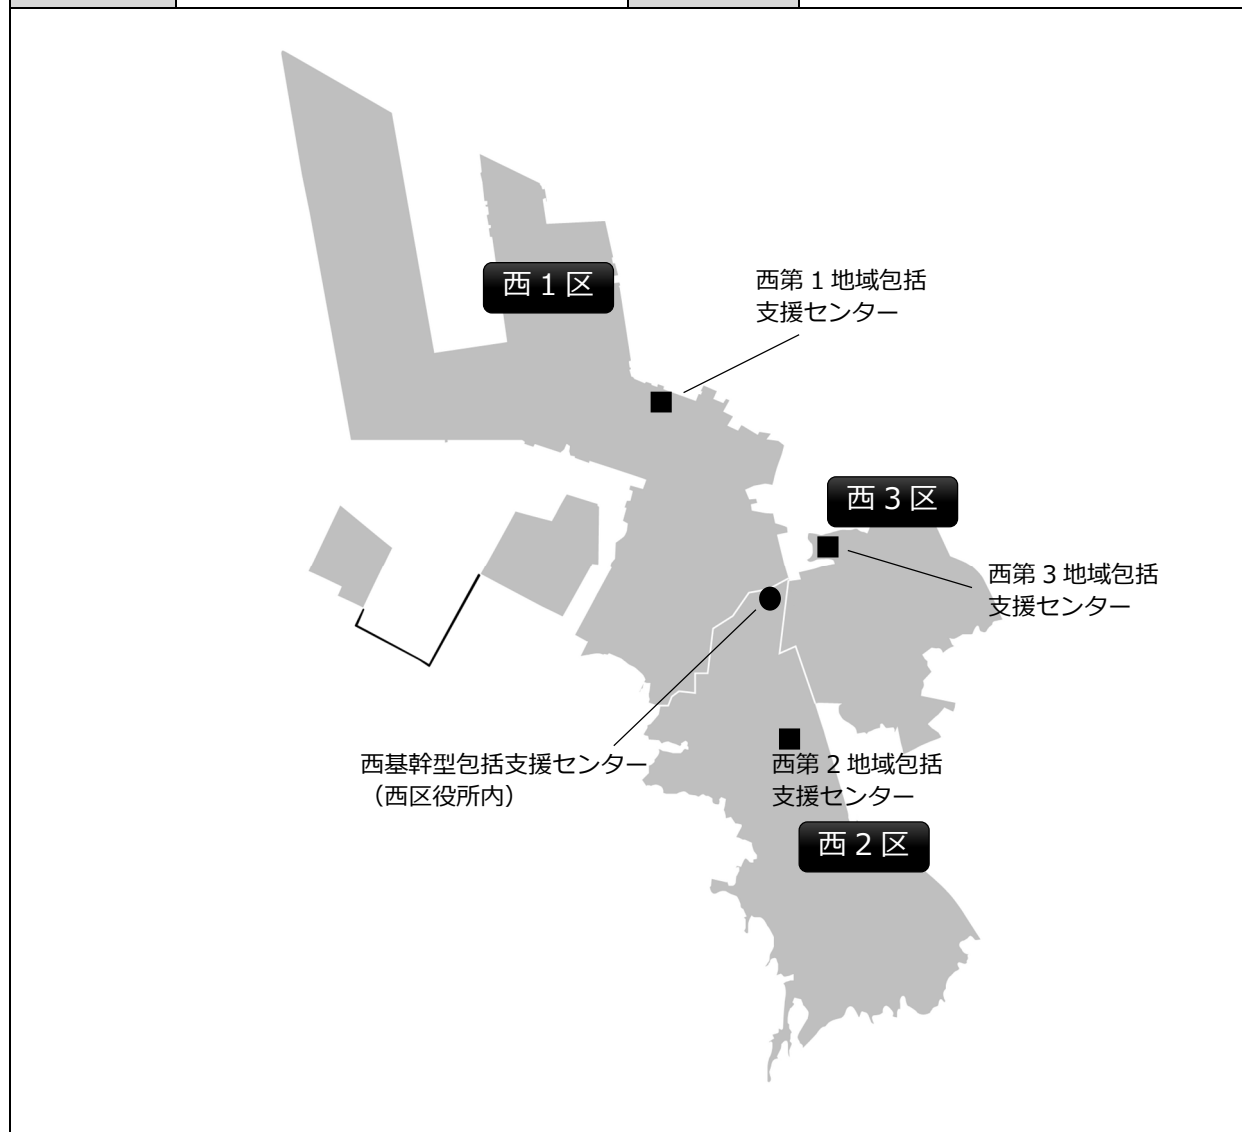 西１区
西第１地域包括
支援センター
西３区
西第３地域包括
支援センター
西基幹型包括支援センター
（西区役所内）
西第２地域包括
支援センター
西２区